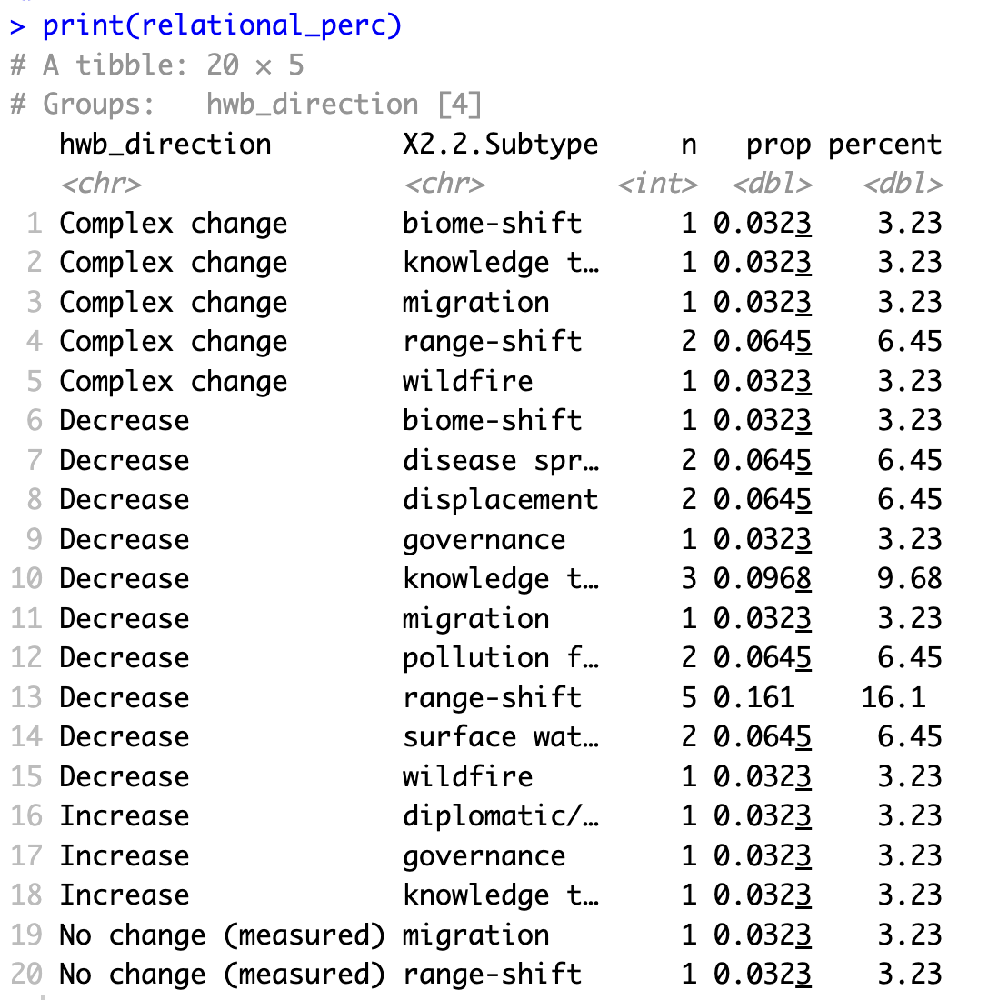 > print(relational_perc)
# A tibble: 20 × 5
# Groups:   hwb_direction [4]
   hwb_direction         X2.2.Subtype     n   prop percent
   <chr>                 <chr>        <int>  <dbl>   <dbl>
 1 Complex change        biome-shift      1 0.0323    3.23
 2 Complex change        knowledge t…     1 0.0323    3.23
 3 Complex change        migration        1 0.0323    3.23
 4 Complex change        range-shift      2 0.0645    6.45
 5 Complex change        wildfire         1 0.0323    3.23
 6 Decrease              biome-shift      1 0.0323    3.23
 7 Decrease              disease spr…     2 0.0645    6.45
 8 Decrease              displacement     2 0.0645    6.45
 9 Decrease              governance       1 0.0323    3.23
10 Decrease              knowledge t…     3 0.0968    9.68
11 Decrease              migration        1 0.0323    3.23
12 Decrease              pollution f…     2 0.0645    6.45
13 Decrease              range-shift      5 0.161    16.1
14 Decrease              surface wat…     2 0.0645    6.45
15 Decrease              wildfire         1 0.0323    3.23
16 Increase              diplomatic/…     1 0.0323    3.23
17 Increase              governance       1 0.0323    3.23
18 Increase              knowledge t…     1 0.0323    3.23
19 No change (measured) migration        1 0.0323    3.23
20 No change (measured) range-shift      1 0.0323    3.23